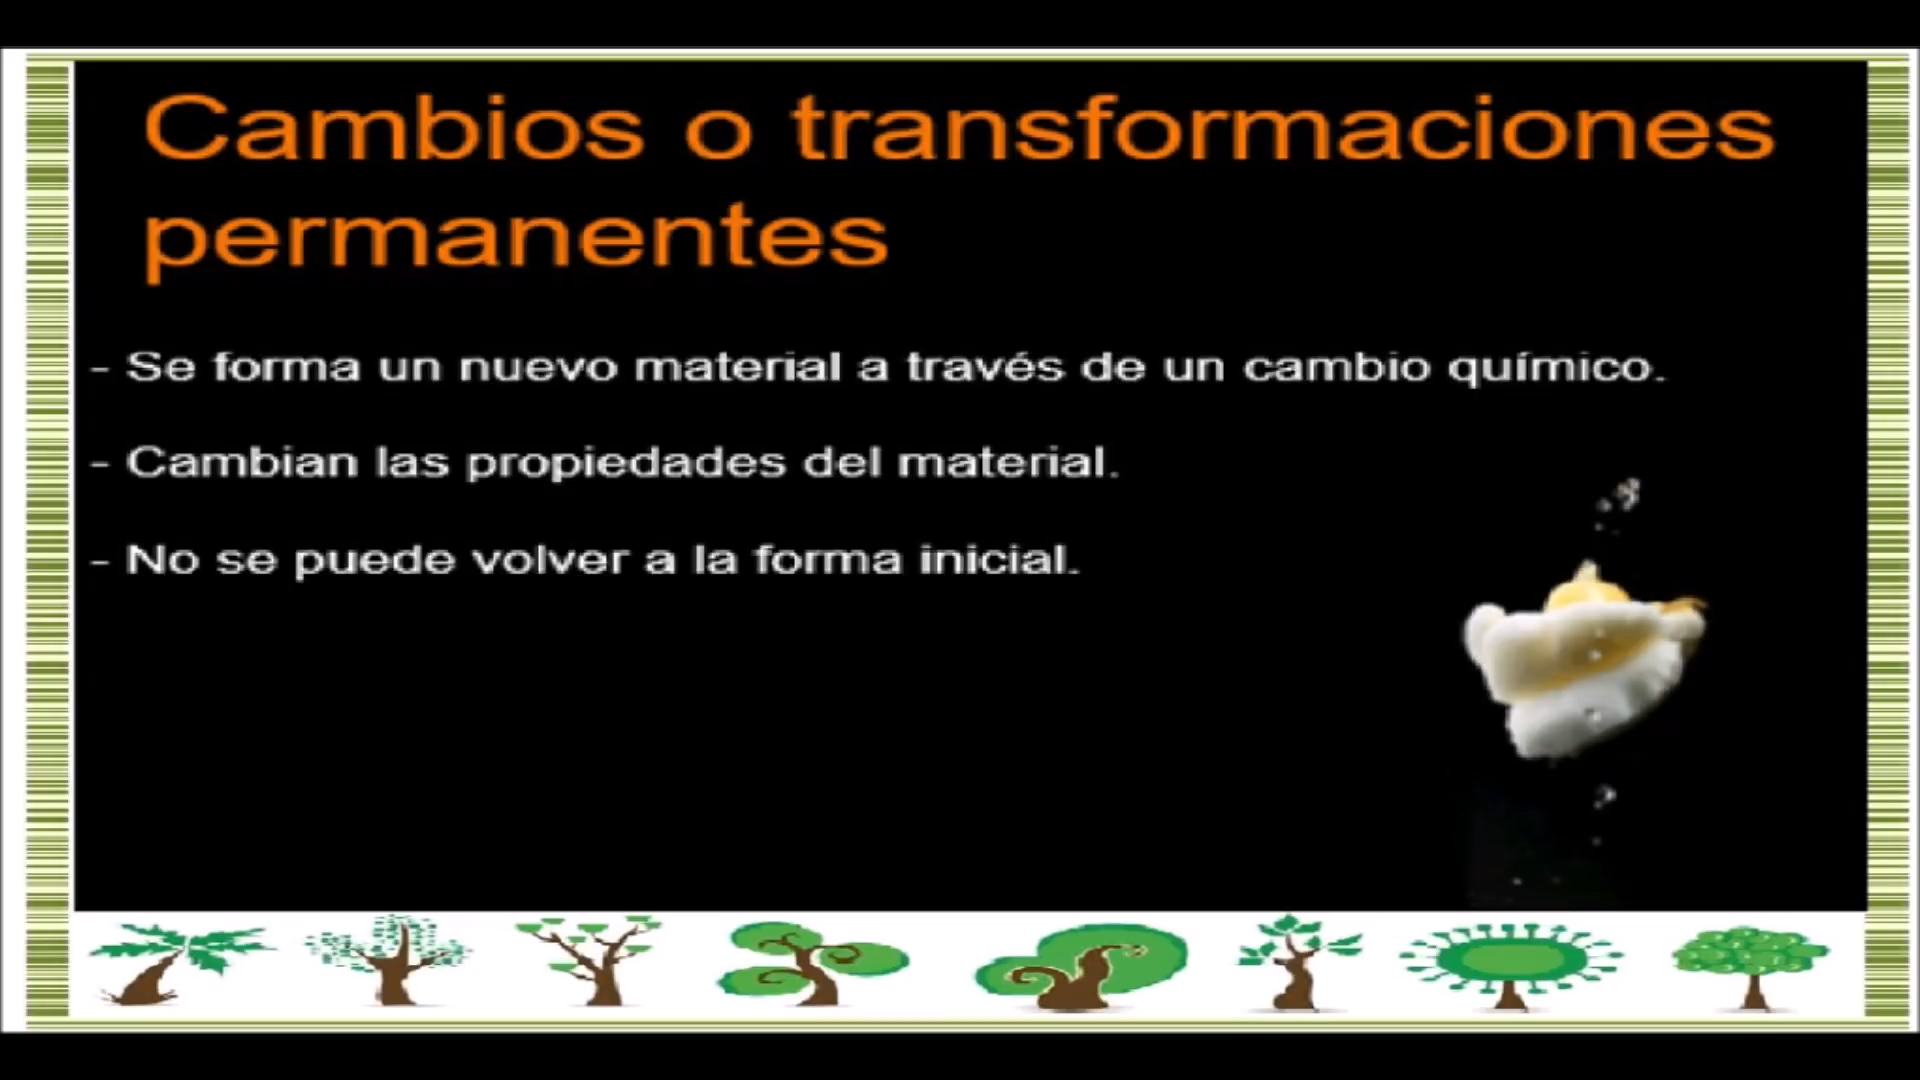 Cambios o transformaciones
permanentes
- Se forma un nuevo material a través de un cambio químico.
- Cambian las propiedades del material.
- No se puede volver a la forma inicial.